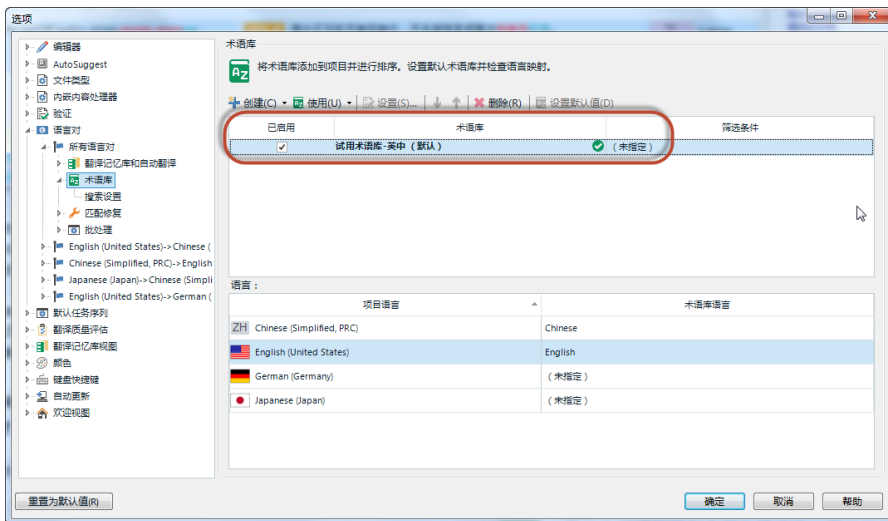 选项
编辑器
AutoSuggest
文件类型
内嵌内容处理器
验证
语言对
所有语言对
翻译记忆库和自动翻译
术语库
搜索设置
匹配修复
批处理
English (United States)->Chinese (
Chinese (Simplified, PRC)->English
Japanese (Japan)->Chinese (Simpli
English (United States)->German (
默认任务序列
翻译质量评估
翻译记忆库视图
颜色
键盘快捷键
自动更新
欢迎视图
术语库
将术语库添加到项目并进行排序。设置默认术语库并检查语言映射。
创建(C) 使用(U) 设置(S)... 删除(R) 设置默认值(D)
已启用 术语库 筛选条件
试用术语库-英中（默认） （未指定）
语言：
项目语言 术语库语言
ZH Chinese (Simplified, PRC) Chinese
English (United States) English
German (Germany) （未指定）
Japanese (Japan) （未指定）
重置为默认值(R) 确定 取消 帮助